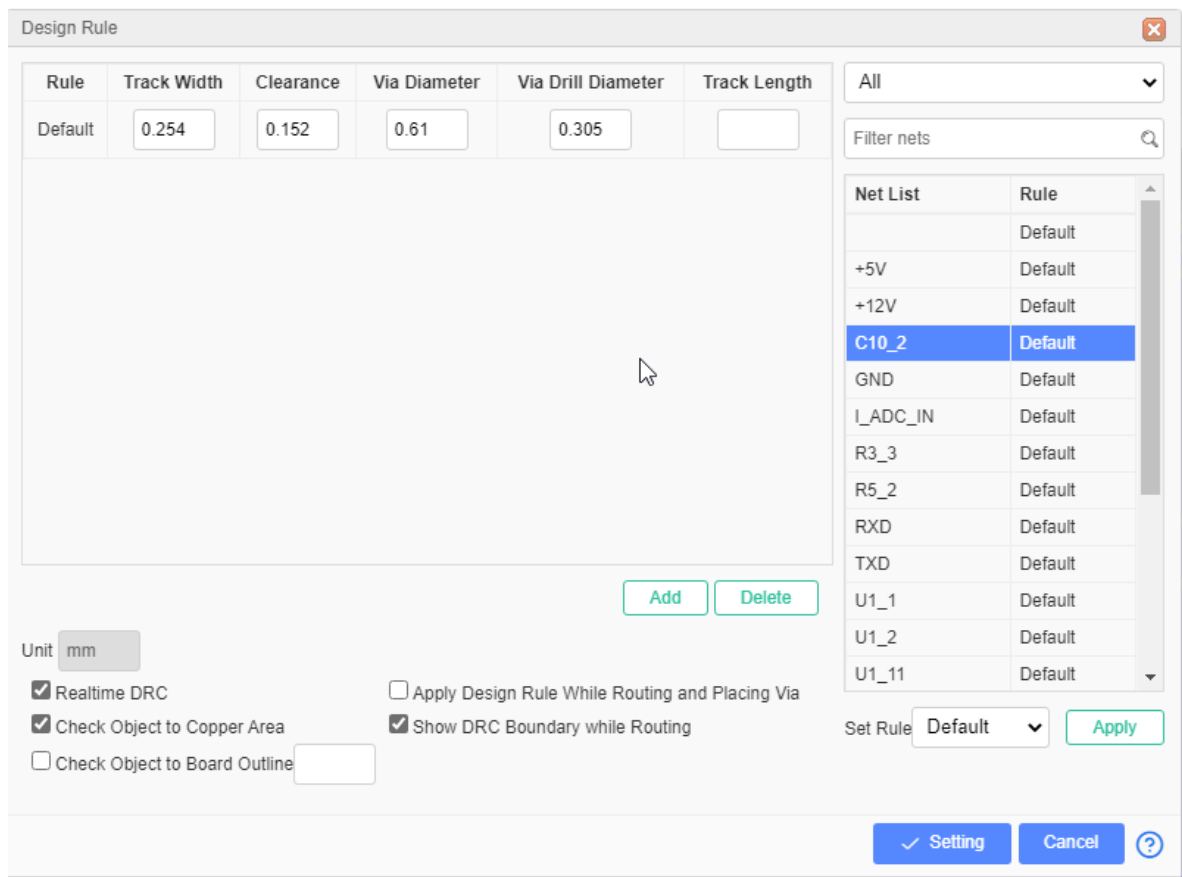 Design Rule
Rule Track Width Clearance Via Diameter Via Drill Diameter Track Length
Default 0.254 0.152 0.61 0.305
All
Filter nets
Net List Rule
Default
+5V Default
+12V Default
C10_2 Default
GND Default
I_ADC_IN Default
R3_3 Default
R5_2 Default
RXD Default
TXD Default
U1_1 Default
U1_2 Default
U1_11 Default
Add Delete
Unit mm
Realtime DRC Apply Design Rule While Routing and Placing Via
Check Object to Copper Area Show DRC Boundary while Routing
Check Object to Board Outline
Set Rule Default Apply
Setting Cancel ?